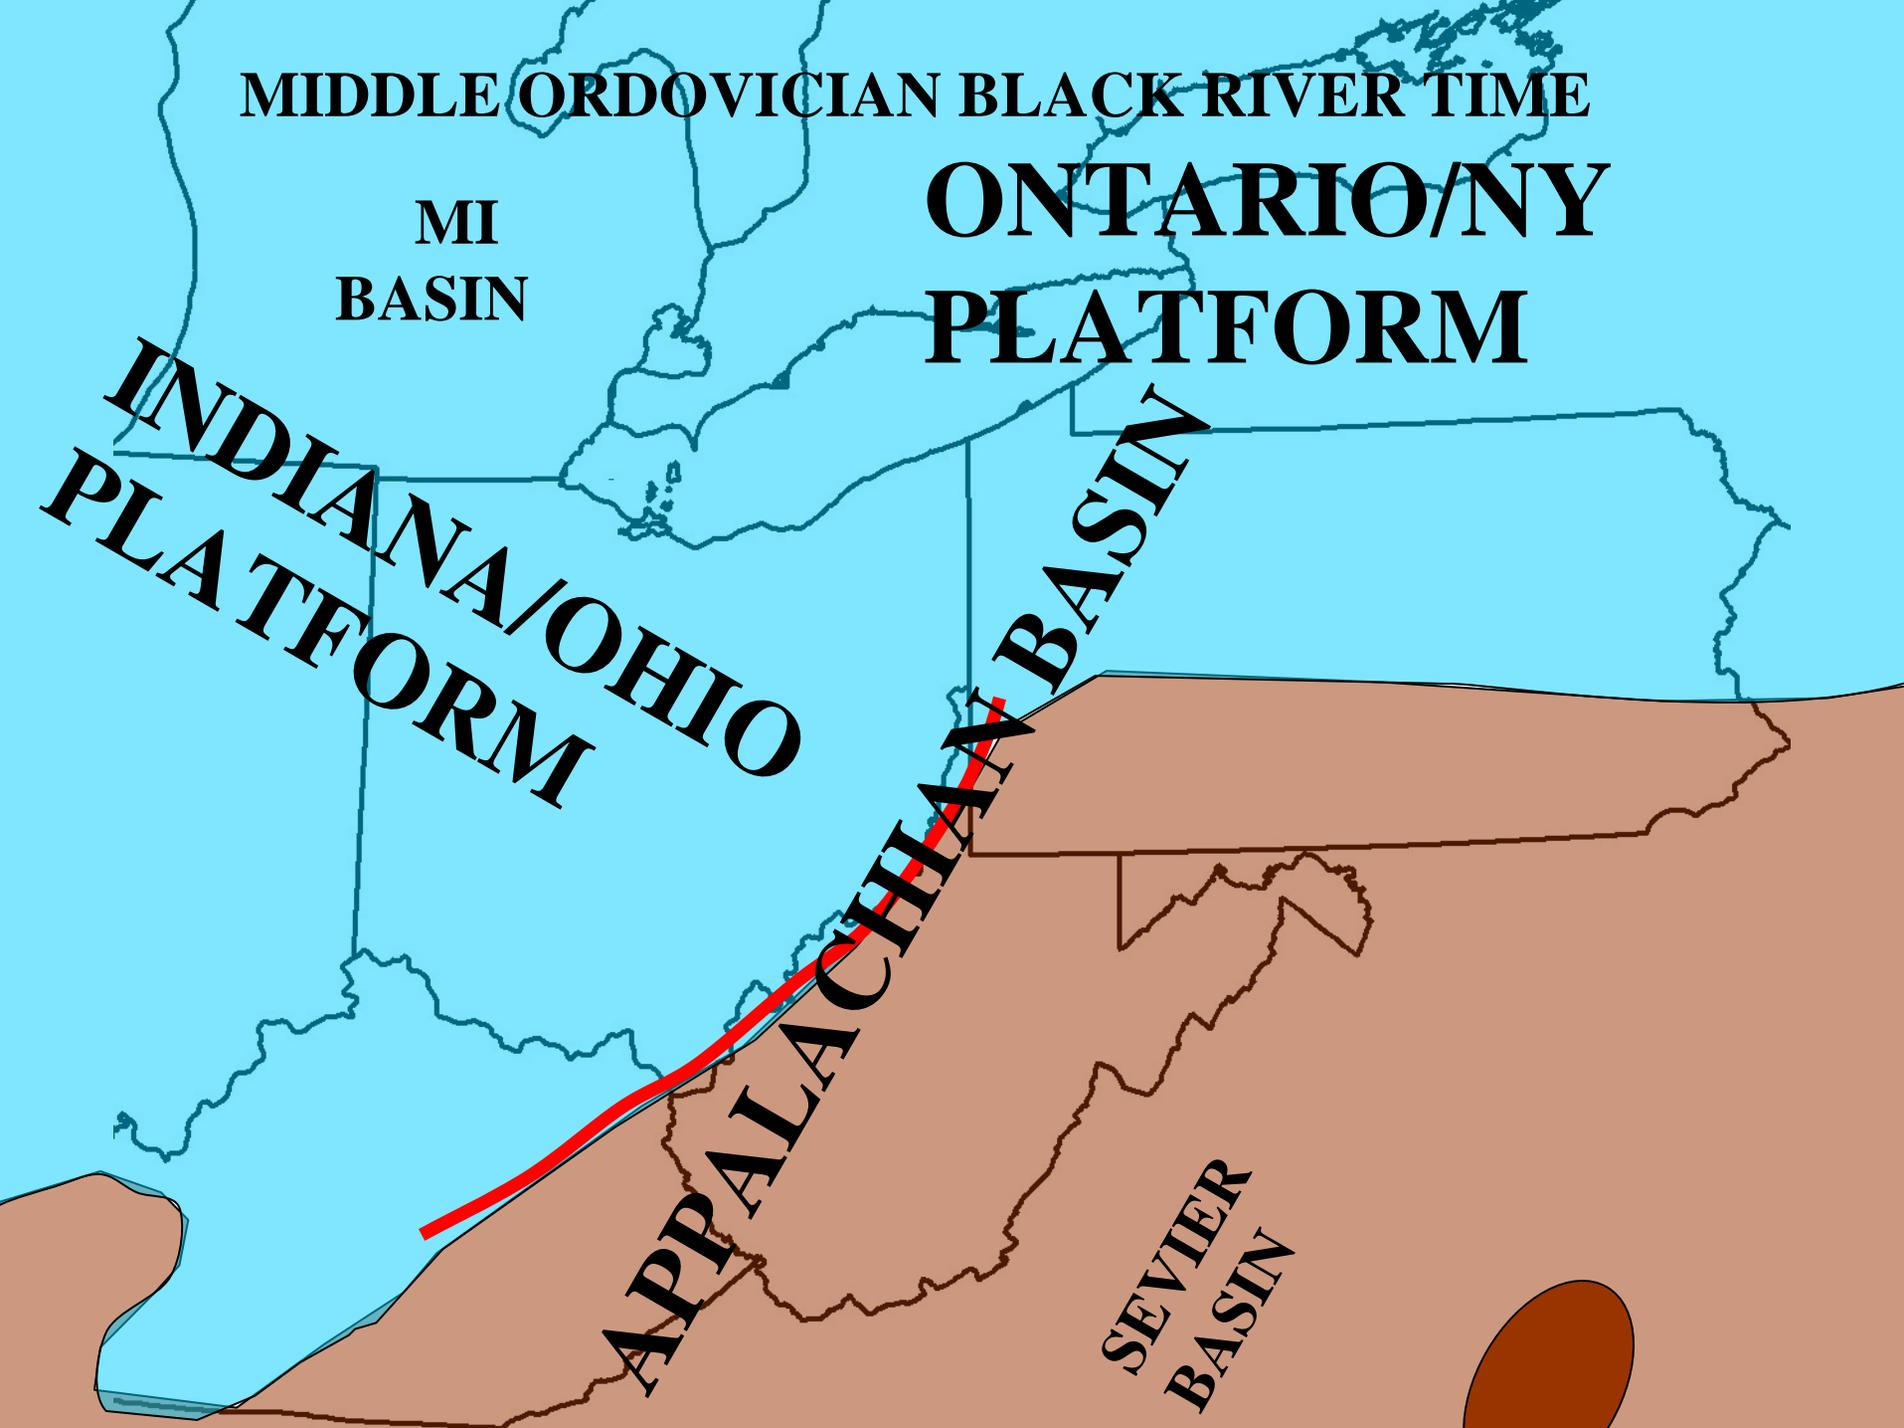 MIDDLE ORDOVICIAN BLACK RIVER TIME
MI
BASIN
ONTARIO/NY
PLATFORM
INDIANA/OHIO
PLATFORM
APPALACHIAN BASIN
SEVIER
BASIN